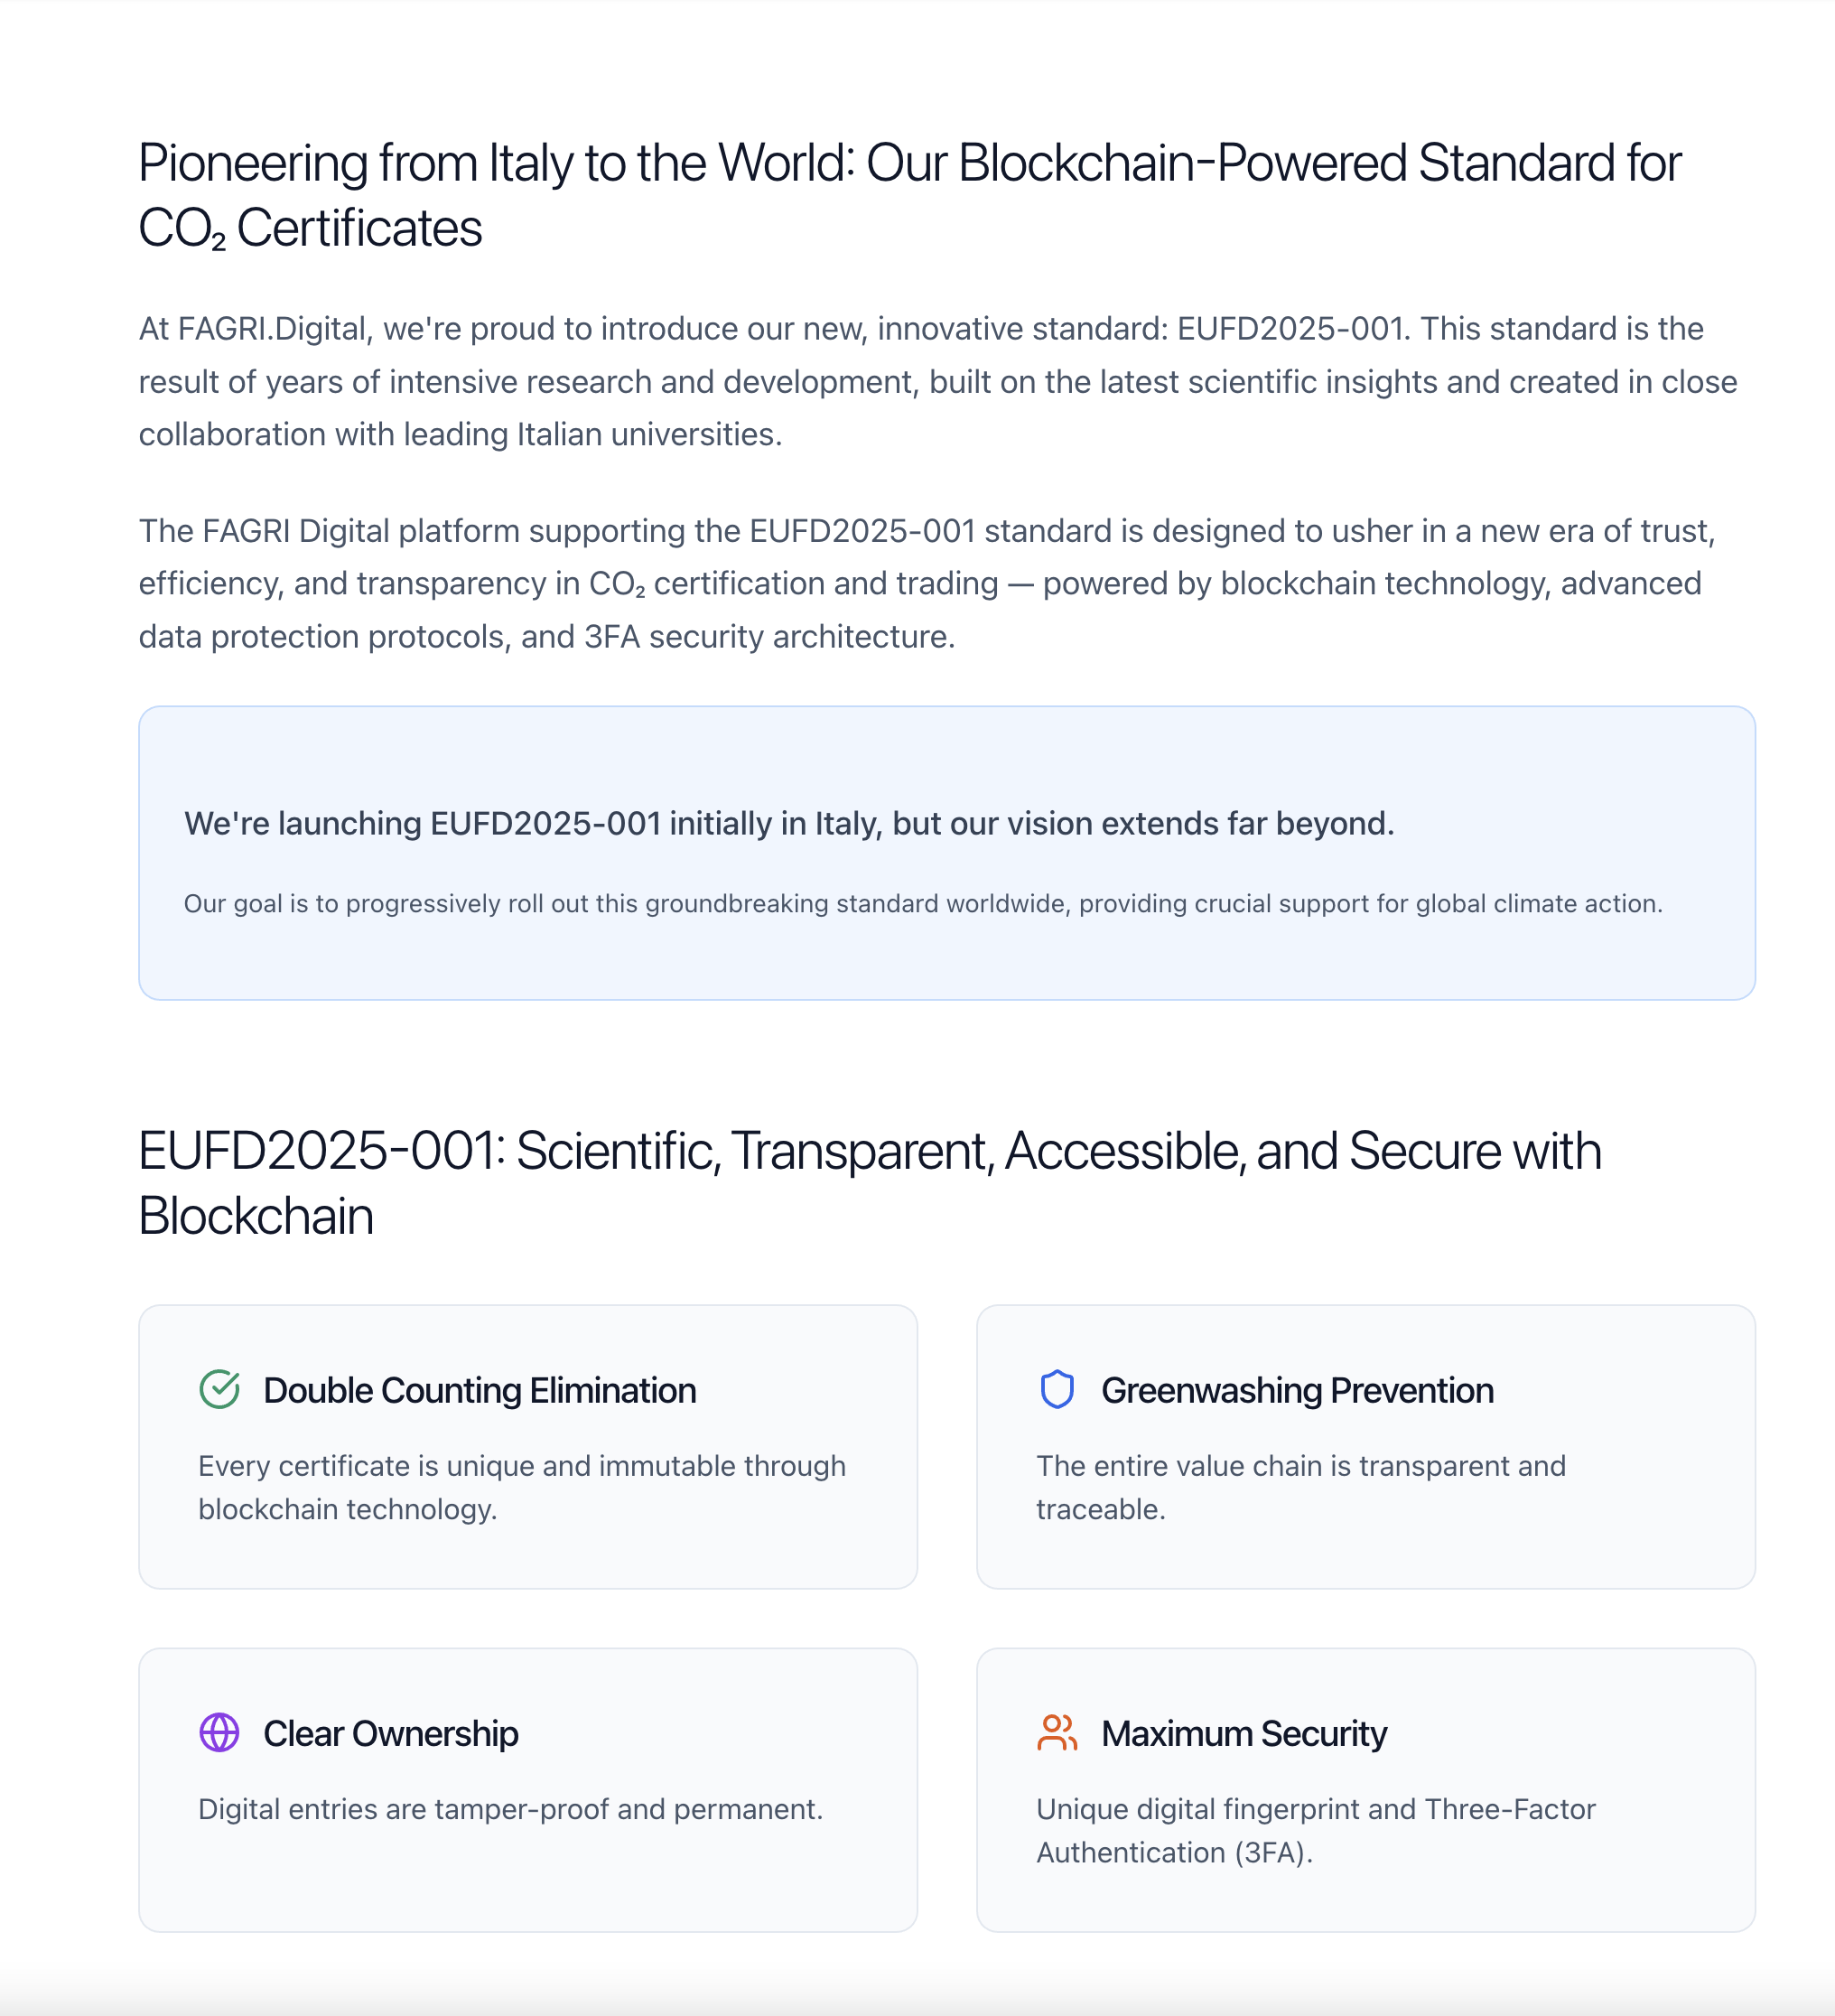 Pioneering from Italy to the World: Our Blockchain-Powered Standard for
CO₂ Certificates
At FAGRI.Digital, we're proud to introduce our new, innovative standard: EUFD2025-001. This standard is the
result of years of intensive research and development, built on the latest scientific insights and created in close
collaboration with leading Italian universities.
The FAGRI Digital platform supporting the EUFD2025-001 standard is designed to usher in a new era of trust,
efficiency, and transparency in CO₂ certification and trading — powered by blockchain technology, advanced
data protection protocols, and 3FA security architecture.
We're launching EUFD2025-001 initially in Italy, but our vision extends far beyond.
Our goal is to progressively roll out this groundbreaking standard worldwide, providing crucial support for global climate action.
EUFD2025-001: Scientific, Transparent, Accessible, and Secure with
Blockchain
Double Counting Elimination
Every certificate is unique and immutable through
blockchain technology.
Greenwashing Prevention
The entire value chain is transparent and
traceable.
Clear Ownership
Digital entries are tamper-proof and permanent.
Maximum Security
Unique digital fingerprint and Three-Factor
Authentication (3FA).